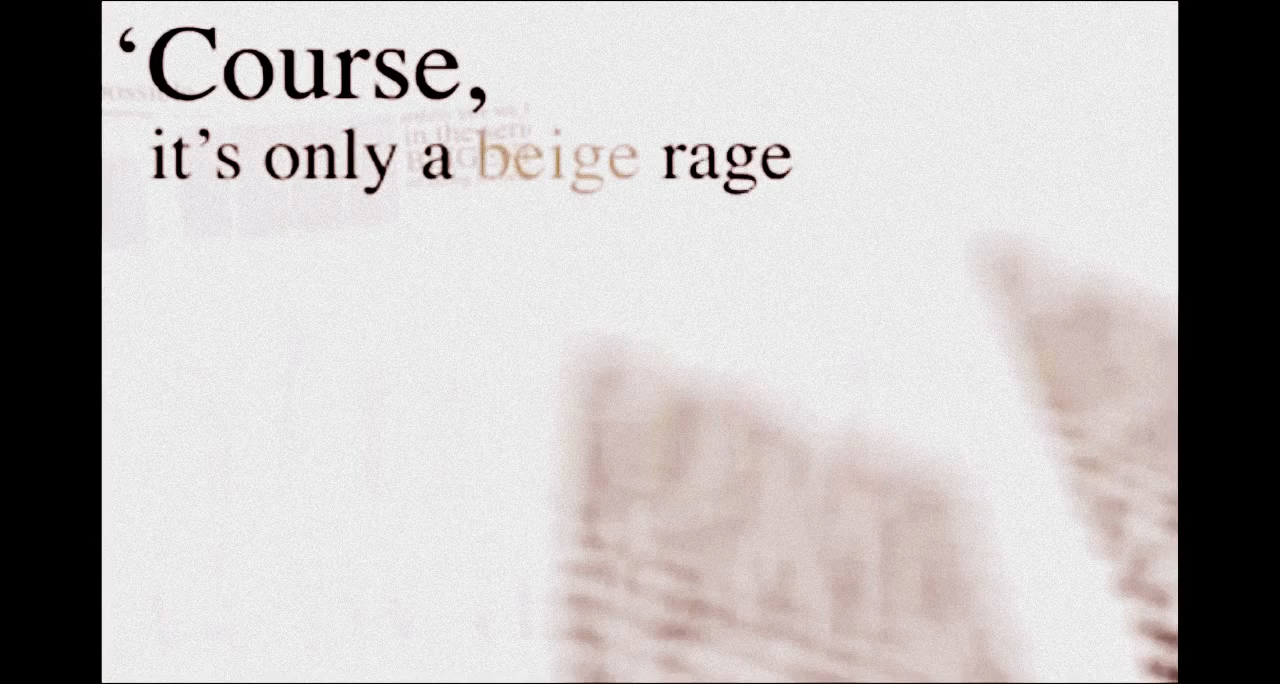 ‘Course,
it’s only a beige rage